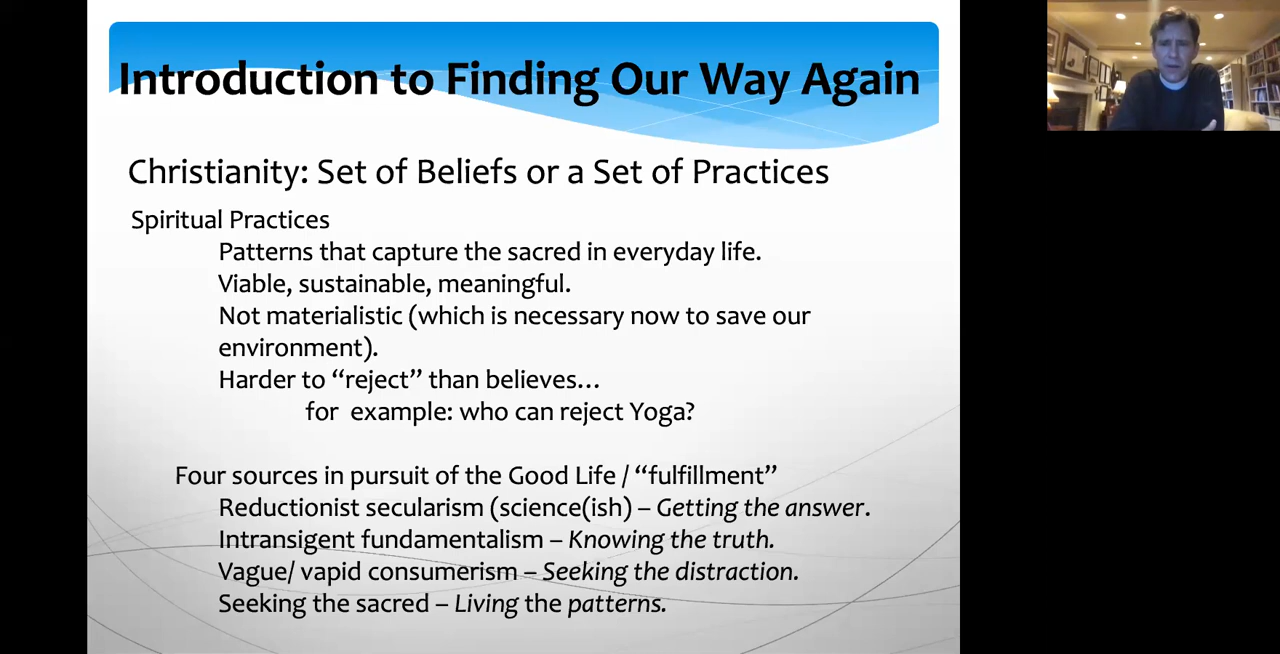 Introduction to Finding Our Way Again
Christianity: Set of Beliefs or a Set of Practices
Spiritual Practices
Patterns that capture the sacred in everyday life.
Viable, sustainable, meaningful.
Not materialistic (which is necessary now to save our
environment).
Harder to “reject” than believes…
for  example: who can reject Yoga?
Four sources in pursuit of the Good Life / “fulfillment”
Reductionist secularism (science(ish) – Getting the answer.
Intransigent fundamentalism – Knowing the truth.
Vague/ vapid consumerism – Seeking the distraction.
Seeking the sacred – Living the patterns.